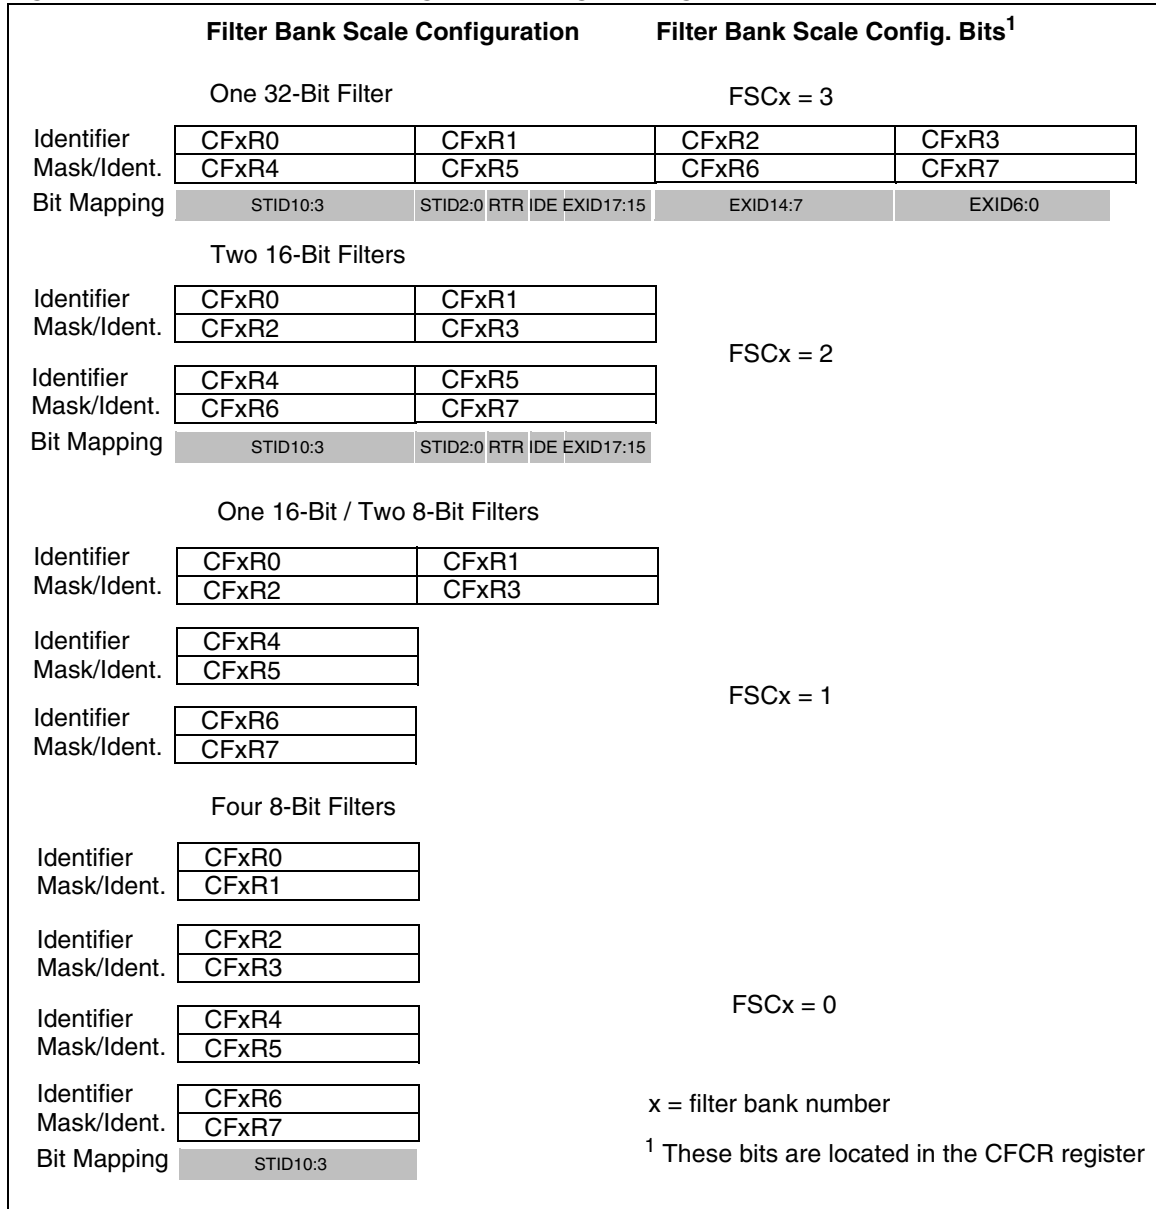 Filter Bank Scale Configuration Filter Bank Scale Config. Bits1
One 32-Bit Filter FSCx = 3
Identifier CFxR0 CFxR1 CFxR2 CFxR3
Mask/Ident. CFxR4 CFxR5 CFxR6 CFxR7
Bit Mapping STID10:3 STID2:0 RTR IDE EXID17:15 EXID14:7 EXID6:0
Two 16-Bit Filters
Identifier CFxR0 CFxR1
Mask/Ident. CFxR2 CFxR3
FSCx = 2
Identifier CFxR4 CFxR5
Mask/Ident. CFxR6 CFxR7
Bit Mapping STID10:3 STID2:0 RTR IDE EXID17:15
One 16-Bit / Two 8-Bit Filters
Identifier CFxR0 CFxR1
Mask/Ident. CFxR2 CFxR3
Identifier CFxR4
Mask/Ident. CFxR5
FSCx = 1
Identifier CFxR6
Mask/Ident. CFxR7
Four 8-Bit Filters
Identifier CFxR0
Mask/Ident. CFxR1
Identifier CFxR2
Mask/Ident. CFxR3
FSCx = 0
Identifier CFxR4
Mask/Ident. CFxR5
Identifier CFxR6
Mask/Ident. CFxR7
x = filter bank number
Bit Mapping STID10:3
1 These bits are located in the CFCR register